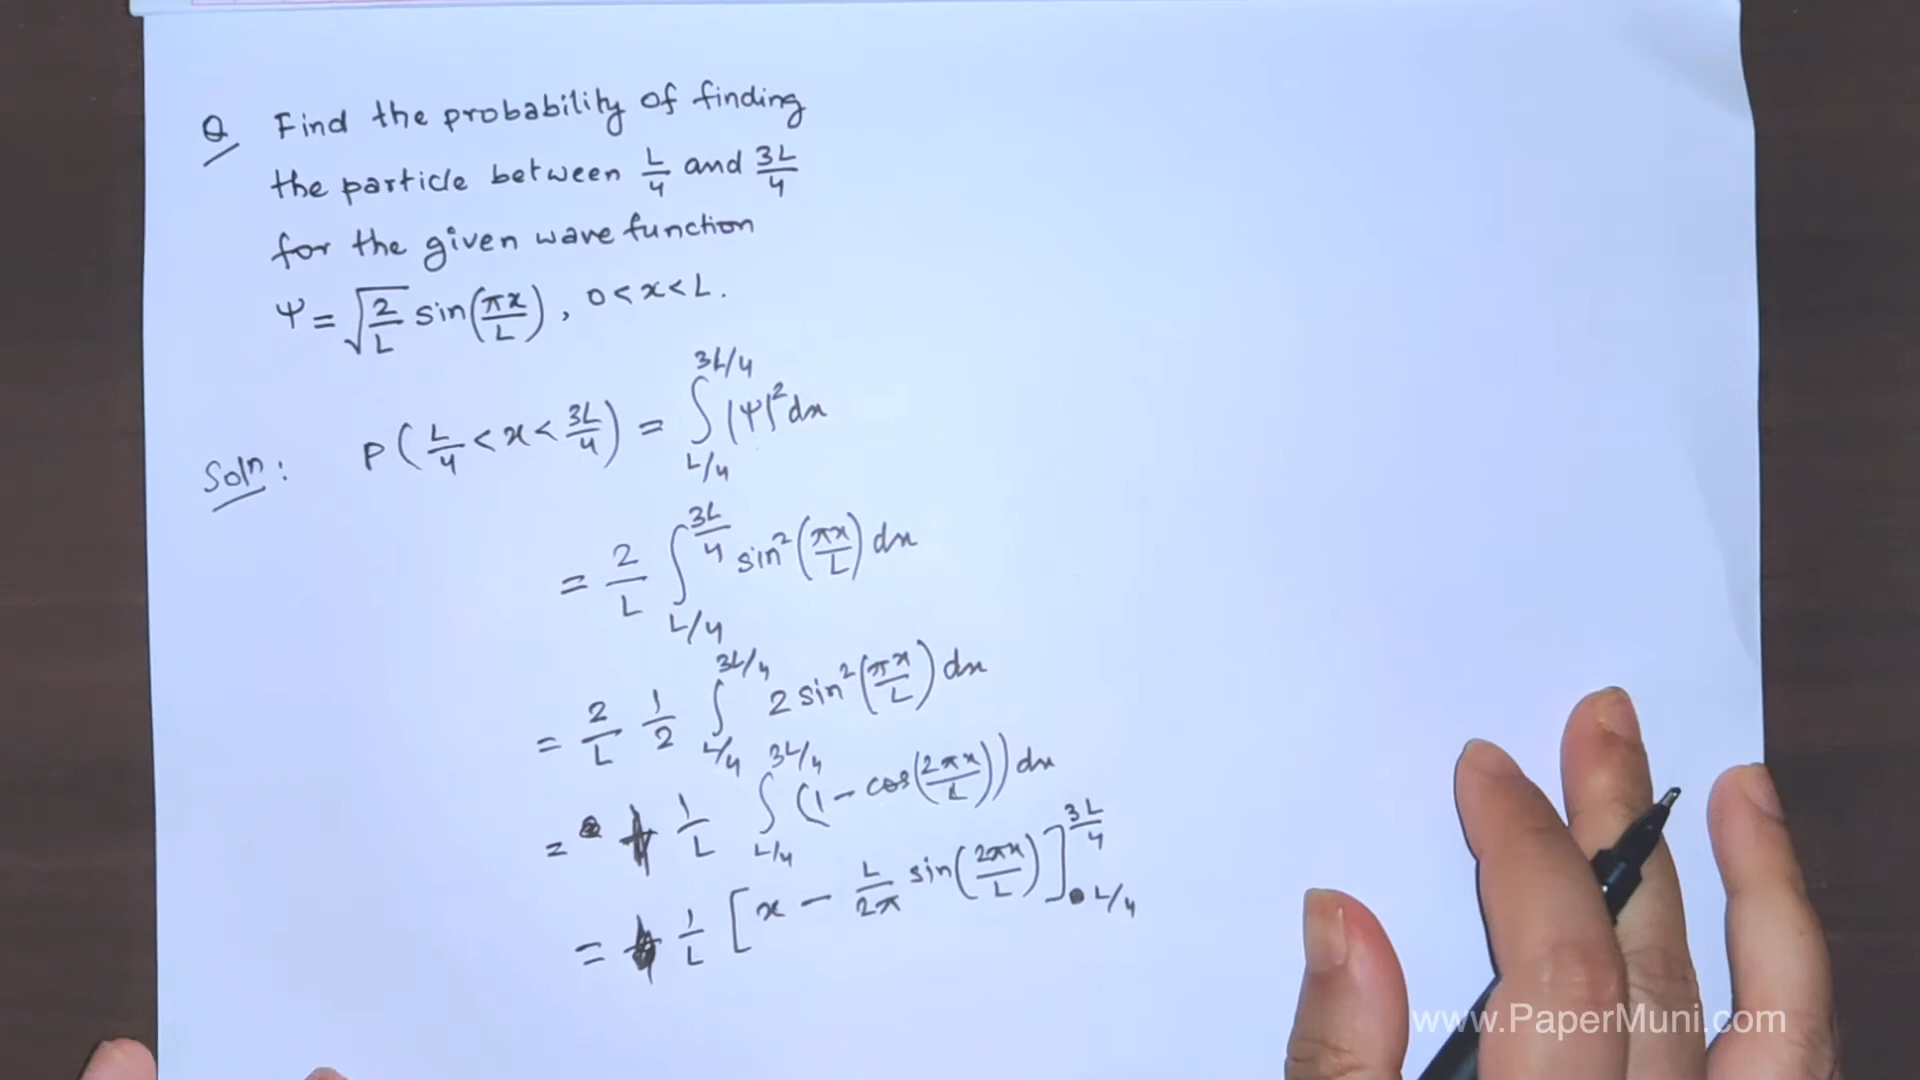 Q Find the probability of finding
the particle between L/4 and 3L/4
for the given wave function
Ψ = √(2/L) sin(πx/L), 0<x<L.
Soln: P(L/4 < x < 3L/4) = ∫_{L/4}^{3L/4} |Ψ|² dx
= 2/L ∫_{L/4}^{3L/4} sin²(πx/L) dx
= 2/L 1/2 ∫_{L/4}^{3L/4} 2 sin²(πx/L) dx
= 1/L ∫_{L/4}^{3L/4} (1 - cos(2πx/L)) dx
= 1/L [x - L/2π sin(2πx/L)]_{L/4}^{3L/4}
www.PaperMuni.com